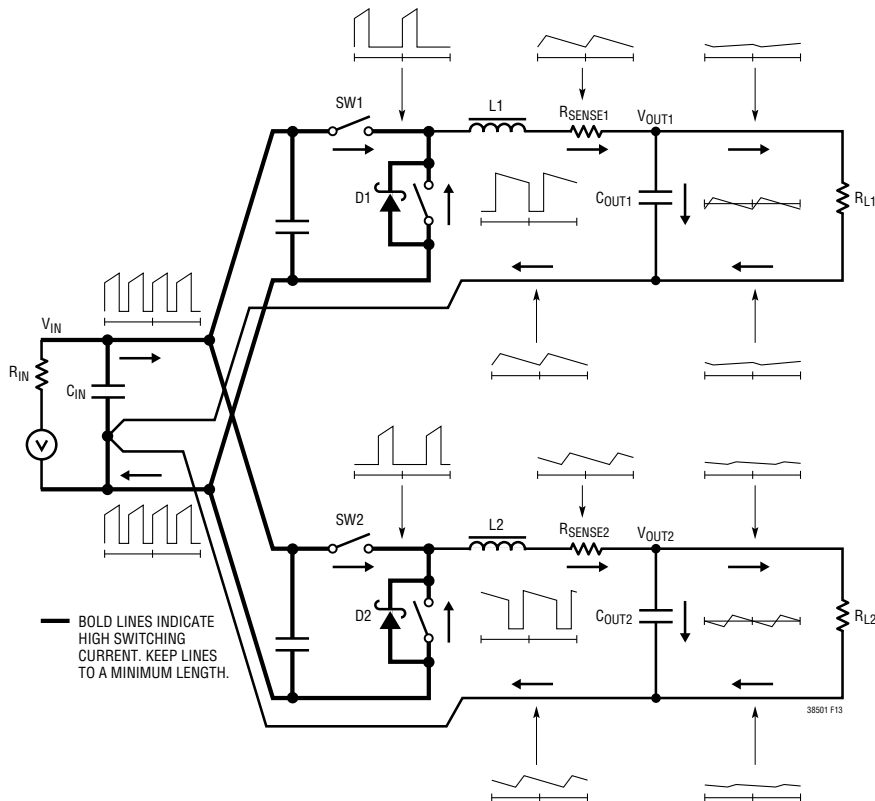 SW1
L1
RSENSE1
VOUT1
D1
COUT1
RL1
VIN
RIN
CIN
V
SW2
L2
RSENSE2
VOUT2
D2
COUT2
RL2
BOLD LINES INDICATE
HIGH SWITCHING
CURRENT. KEEP LINES
TO A MINIMUM LENGTH.
38501 F13